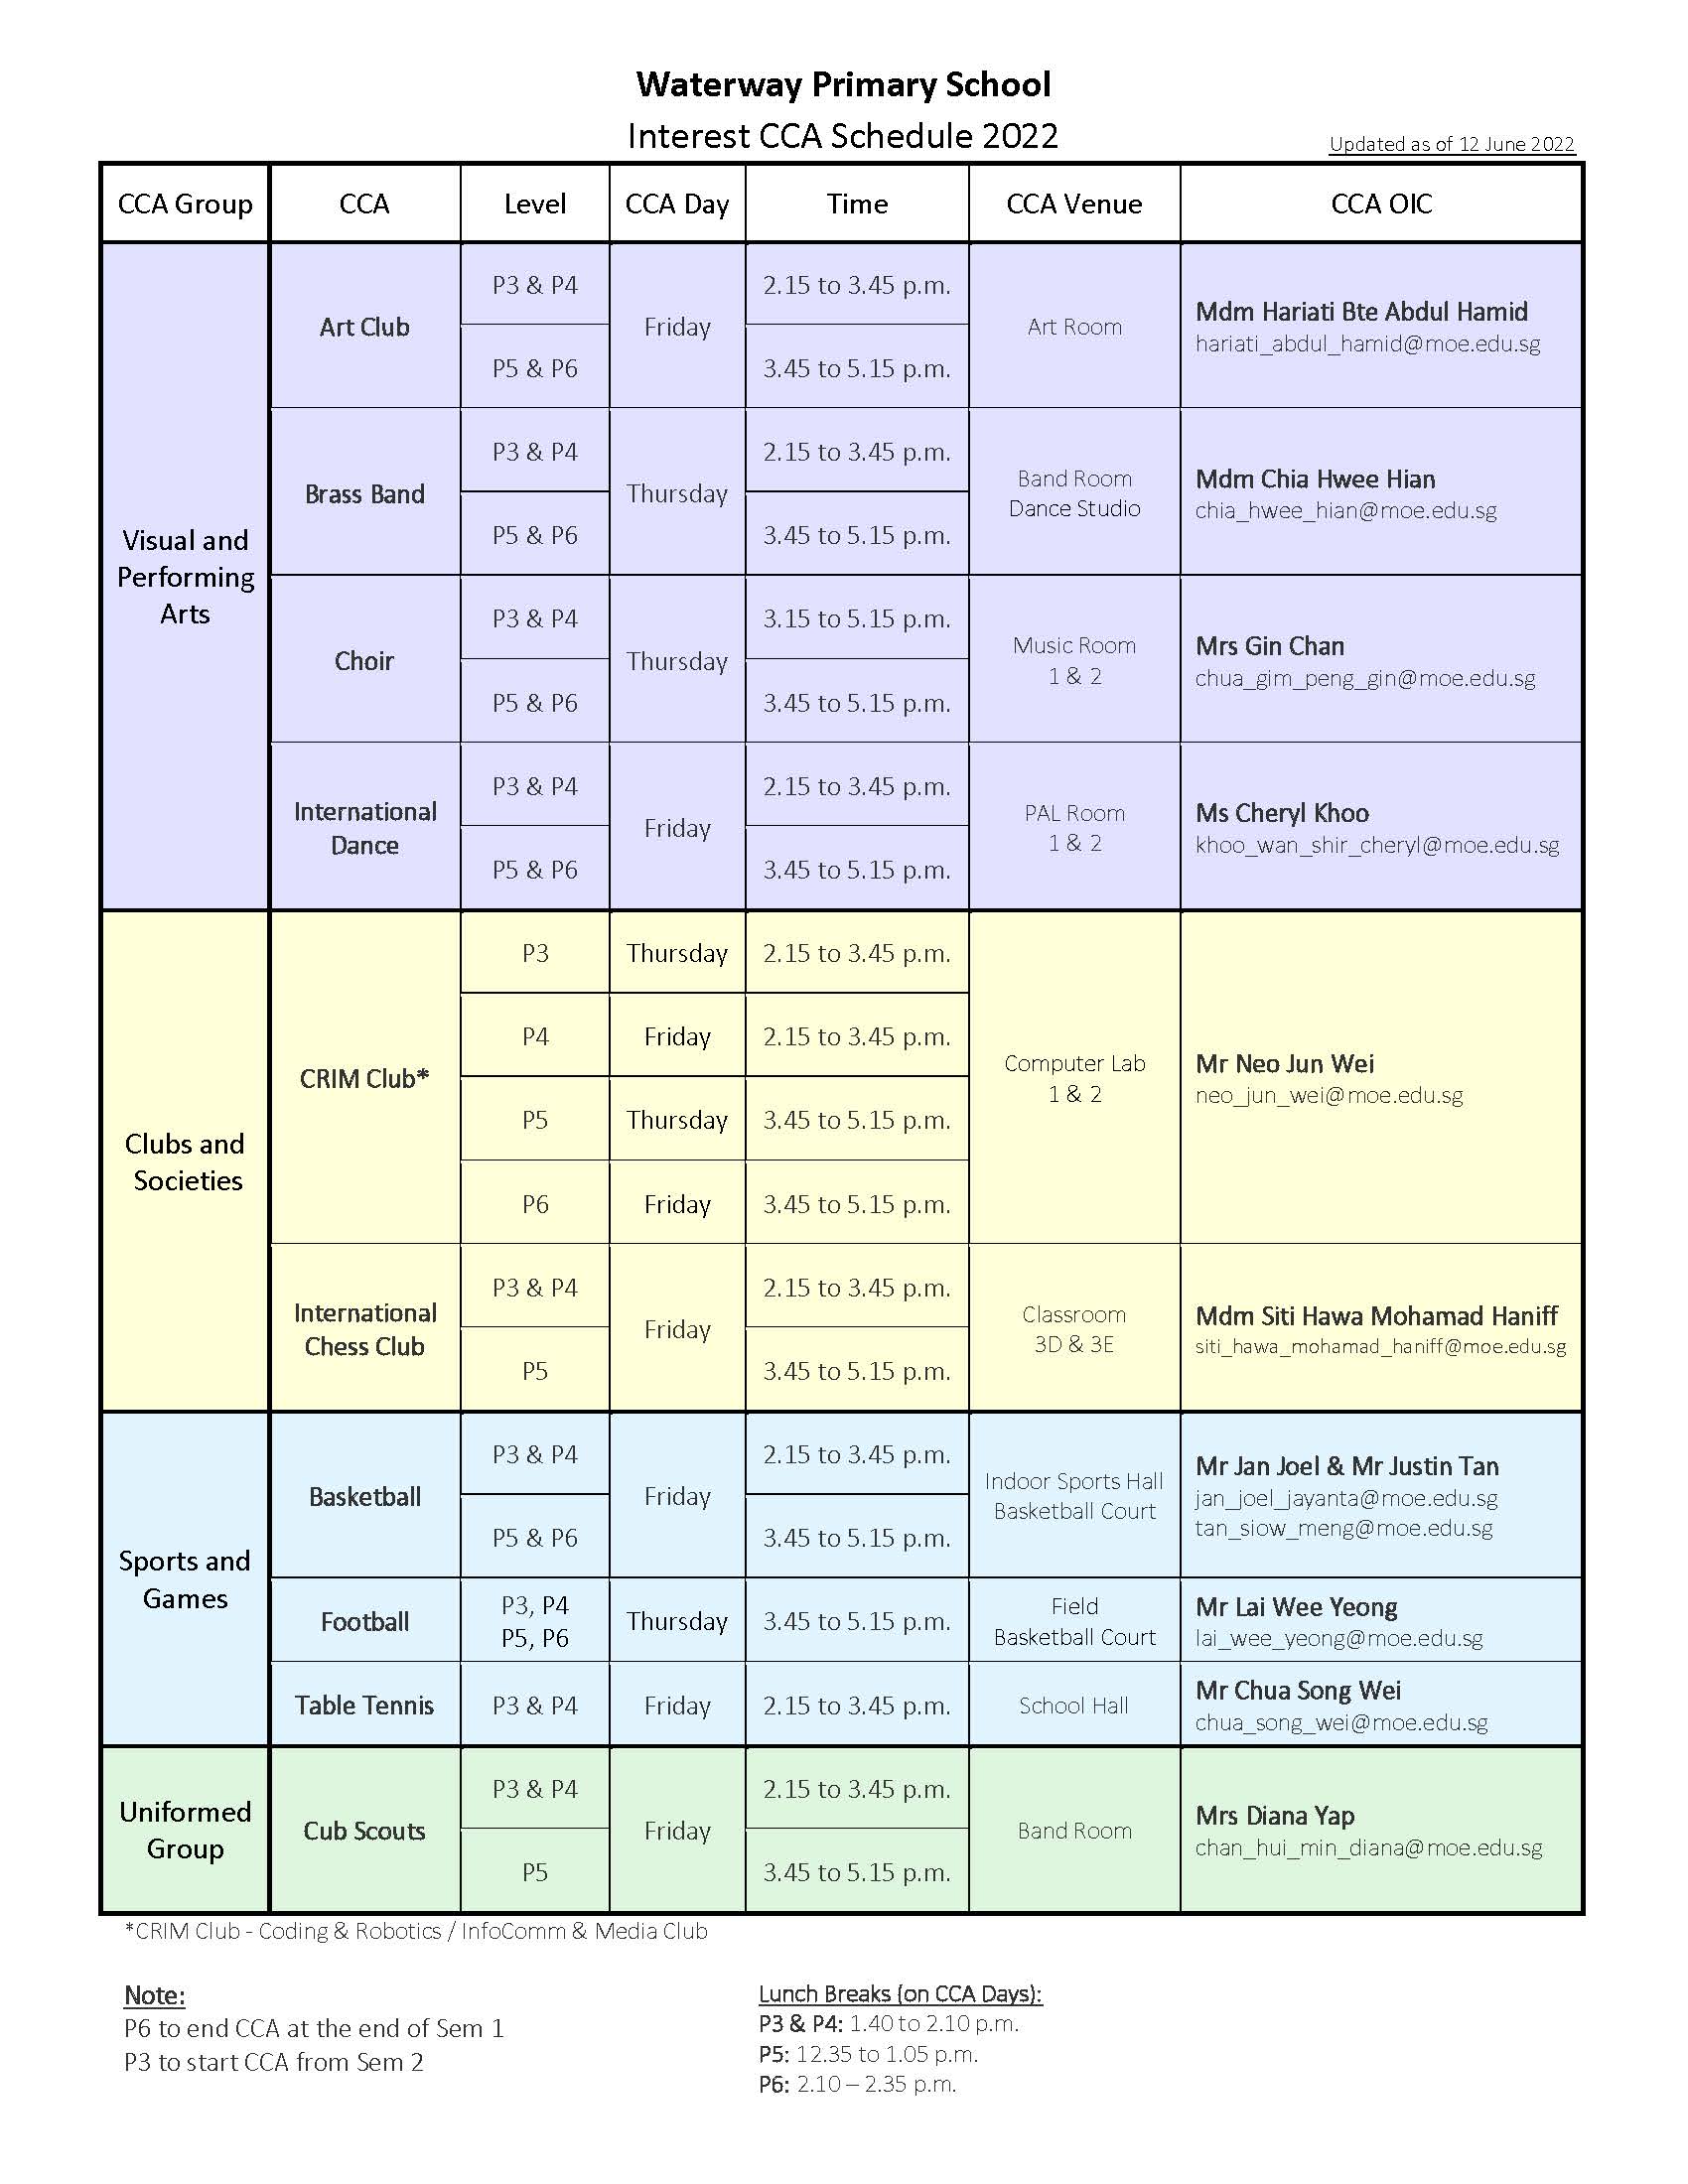 Waterway Primary School
Interest CCA Schedule 2022
Updated as of 12 June 2022
CCA Group CCA Level CCA Day Time CCA Venue CCA OIC
Visual and
Performing
Arts
Art Club
P3 & P4
P5 & P6
Friday
2.15 to 3.45 p.m.
3.45 to 5.15 p.m.
Art Room
Mdm Hariati Bte Abdul Hamid
hariati_abdul_hamid@moe.edu.sg
Brass Band
P3 & P4
P5 & P6
Thursday
2.15 to 3.45 p.m.
3.45 to 5.15 p.m.
Band Room
Dance Studio
Mdm Chia Hwee Hian
chia_hwee_hian@moe.edu.sg
Choir
P3 & P4
P5 & P6
Thursday
3.15 to 5.15 p.m.
3.45 to 5.15 p.m.
Music Room
1 & 2
Mrs Gin Chan
chua_gim_peng_gin@moe.edu.sg
International
Dance
P3 & P4
P5 & P6
Friday
2.15 to 3.45 p.m.
3.45 to 5.15 p.m.
PAL Room
1 & 2
Ms Cheryl Khoo
khoo_wan_shir_cheryl@moe.edu.sg
Clubs and
Societies
CRIM Club*
P3 Thursday 2.15 to 3.45 p.m.
P4 Friday 2.15 to 3.45 p.m.
P5 Thursday 3.45 to 5.15 p.m.
P6 Friday 3.45 to 5.15 p.m.
Computer Lab
1 & 2
Mr Neo Jun Wei
neo_jun_wei@moe.edu.sg
International
Chess Club
P3 & P4
P5
Friday
2.15 to 3.45 p.m.
3.45 to 5.15 p.m.
Classroom
3D & 3E
Mdm Siti Hawa Mohamad Haniff
siti_hawa_mohamad_haniff@moe.edu.sg
Sports and
Games
Basketball
P3 & P4
P5 & P6
Friday
2.15 to 3.45 p.m.
3.45 to 5.15 p.m.
Indoor Sports Hall
Basketball Court
Mr Jan Joel & Mr Justin Tan
jan_joel_jayanta@moe.edu.sg
tan_siow_meng@moe.edu.sg
Football
P3, P4
P5, P6
Thursday
3.45 to 5.15 p.m.
Field
Basketball Court
Mr Lai Wee Yeong
lai_wee_yeong@moe.edu.sg
Table Tennis
P3 & P4
Friday
2.15 to 3.45 p.m.
School Hall
Mr Chua Song Wei
chua_song_wei@moe.edu.sg
Uniformed
Group
Cub Scouts
P3 & P4
P5
Friday
2.15 to 3.45 p.m.
3.45 to 5.15 p.m.
Band Room
Mrs Diana Yap
chan_hui_min_diana@moe.edu.sg
*CRIM Club - Coding & Robotics / InfoComm & Media Club
Note:
P6 to end CCA at the end of Sem 1
P3 to start CCA from Sem 2
Lunch Breaks (on CCA Days):
P3 & P4: 1.40 to 2.10 p.m.
P5: 12.35 to 1.05 p.m.
P6: 2.10 – 2.35 p.m.